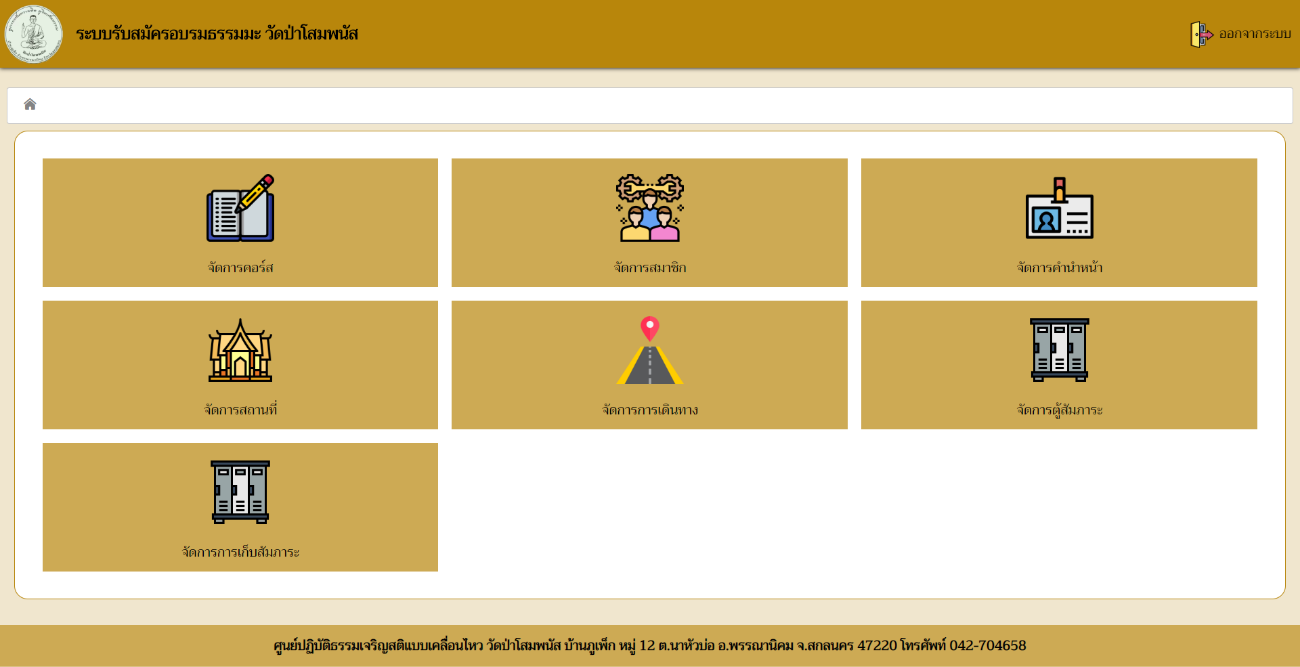 ระบบรับสมัครอบรมธรรมมะ วัดป่าโสมพนัส
ออกจากระบบ
จัดการคอร์ส
จัดการสมาชิก
จัดการคำนำหน้า
จัดการสถานที่
จัดการการเดินทาง
จัดการตู้สัมภาระ
จัดการการเก็บสัมภาระ
ศูนย์ปฏิบัติธรรมเจริญสติแบบเคลื่อนไหว วัดป่าโสมพนัส บ้านภูเพ็ก หมู่ 12 ต.นาหัวบ่อ อ.พรรณานิคม จ.สกลนคร 47220 โทรศัพท์ 042-704658